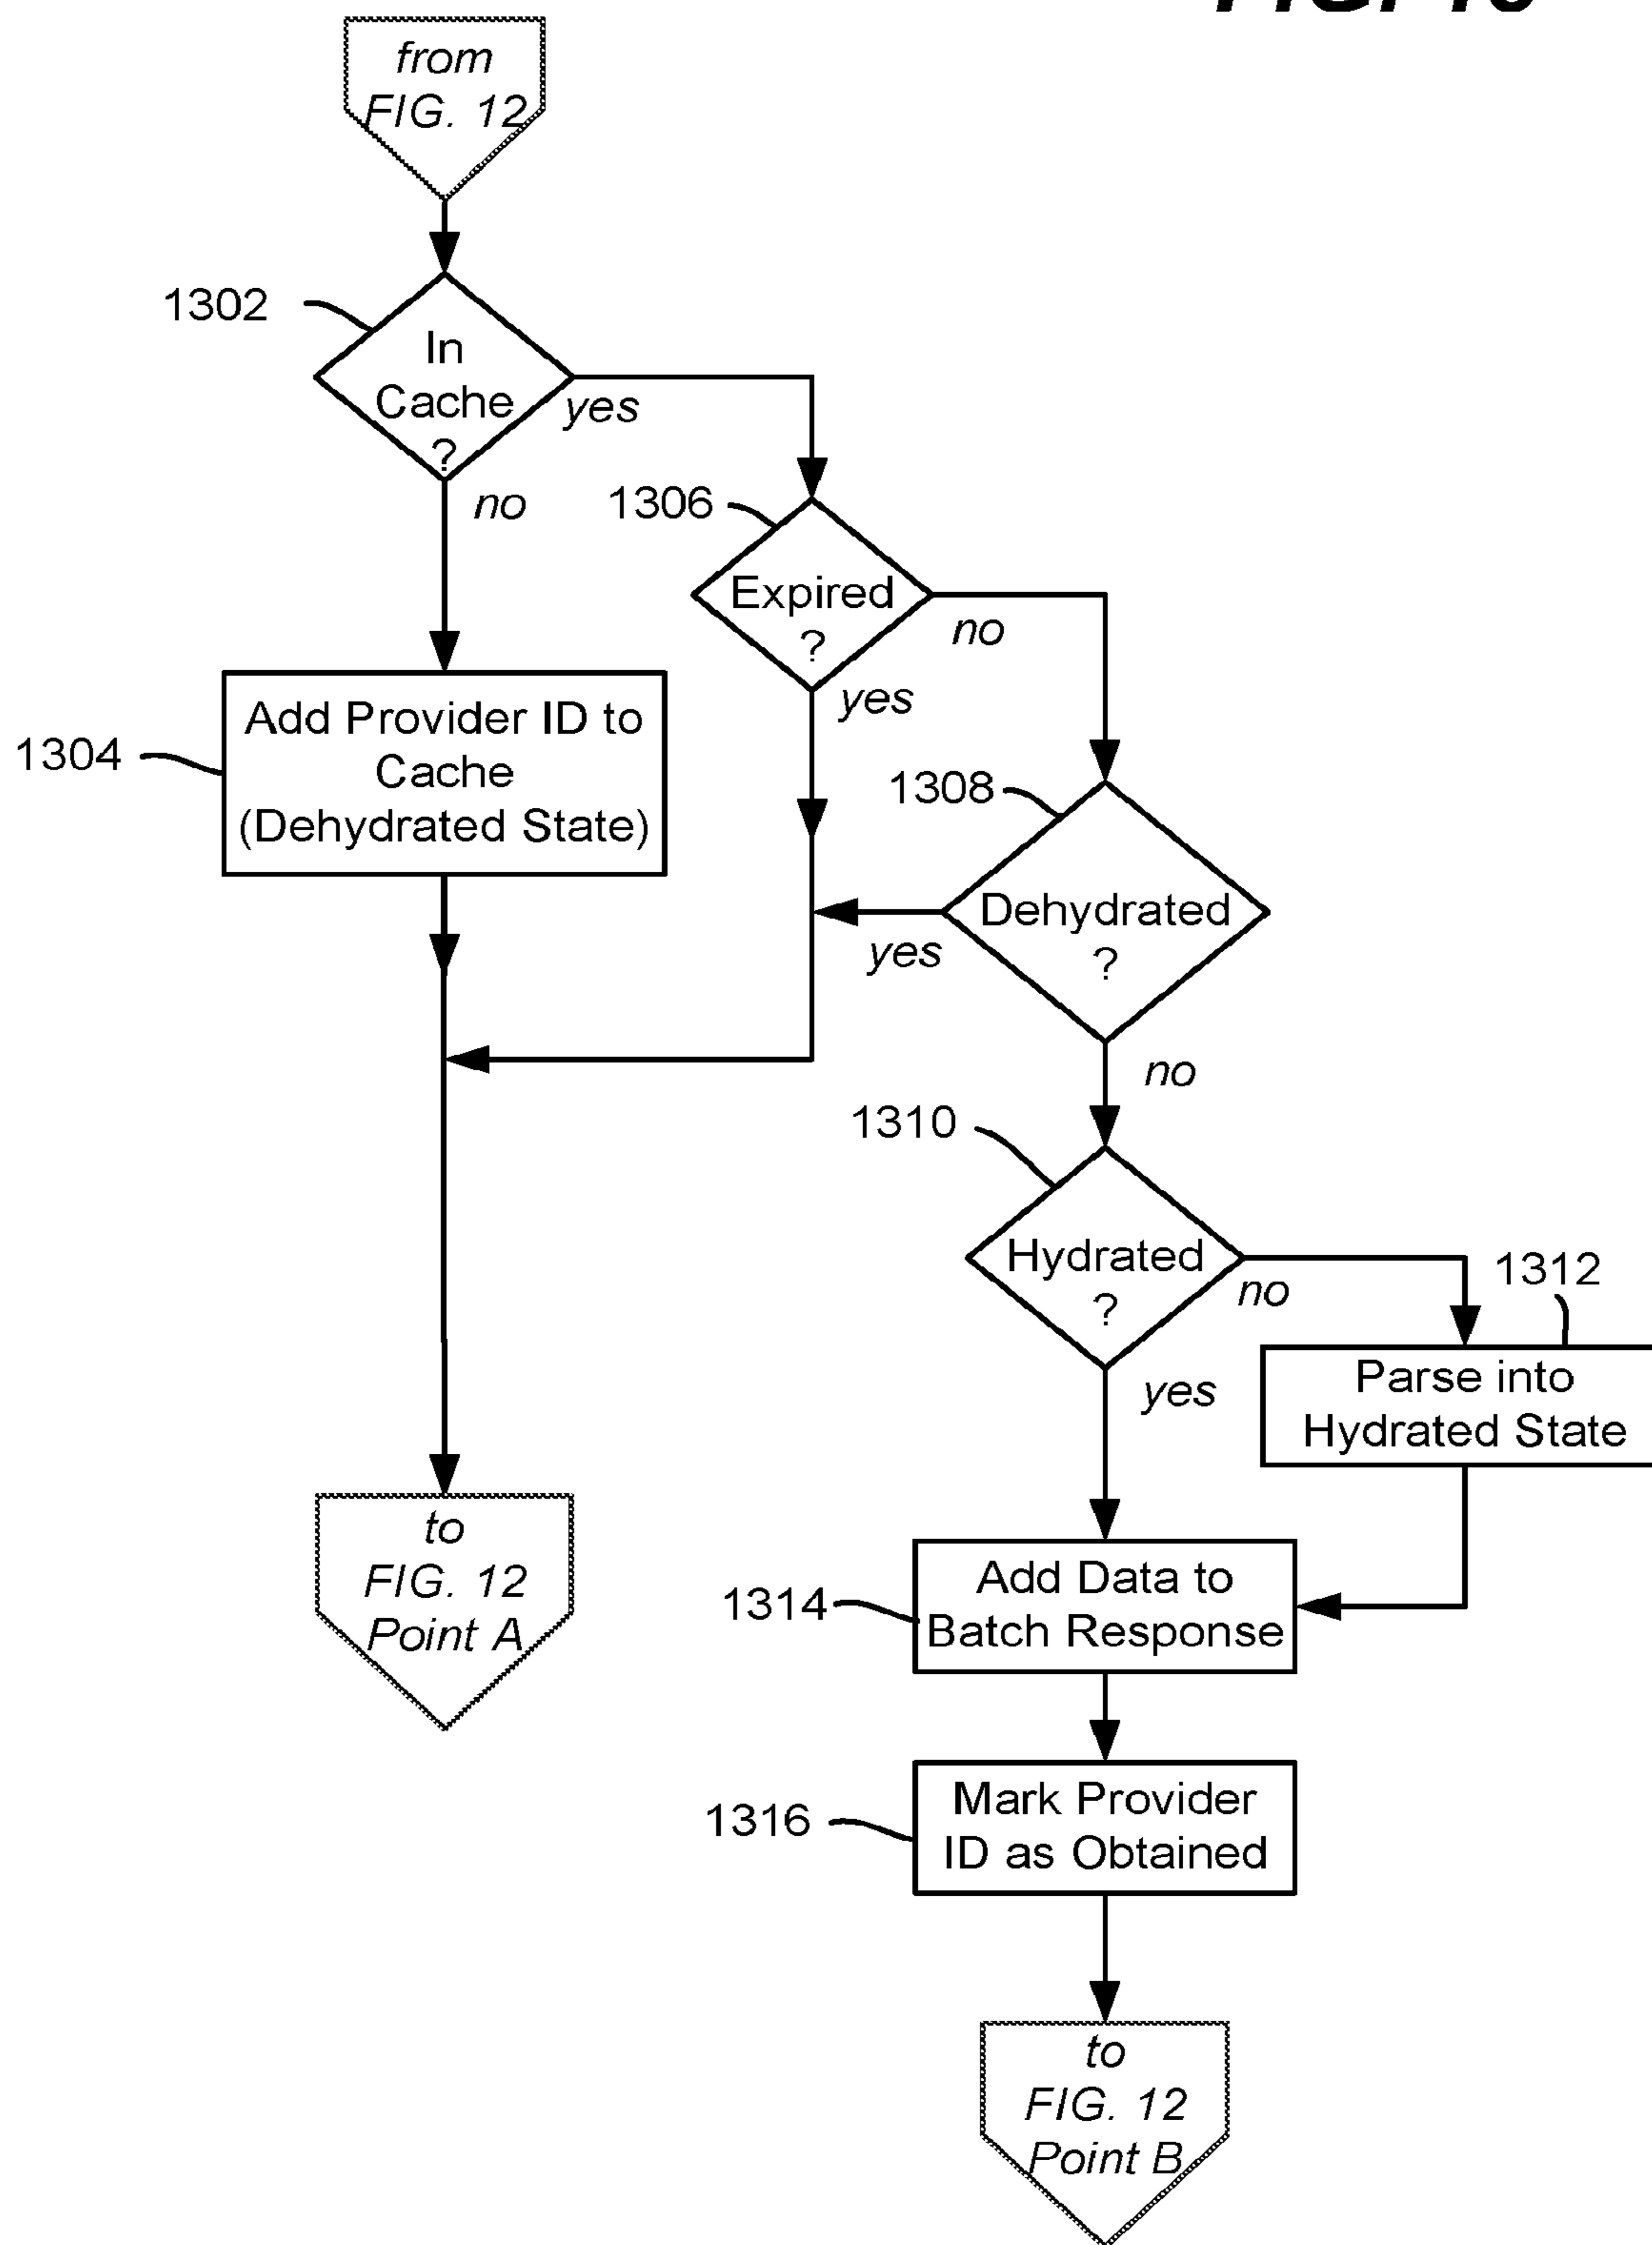 from
FIG. 12
1302
In
Cache
?
yes
no
1306
Expired
?
no
yes
Add Provider ID to
Cache
(Dehydrated State)
1304
1308
Dehydrated
?
yes
no
1310
Hydrated
?
no
yes
1312
Parse into
Hydrated State
to
FIG. 12
Point A
1314
Add Data to
Batch Response
1316
Mark Provider
ID as Obtained
to
FIG. 12
Point B